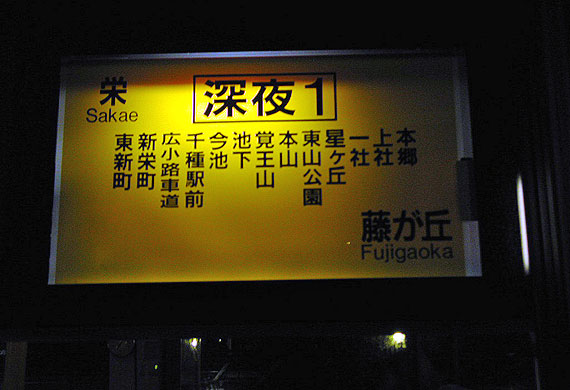 栄
Sakae
深夜1
東新町
新栄町
広小路車道
千種駅前
今池
池下
覚王山
本山
東山公園
星ヶ丘
一社
上社
本郷
藤が丘
Fujigaoka